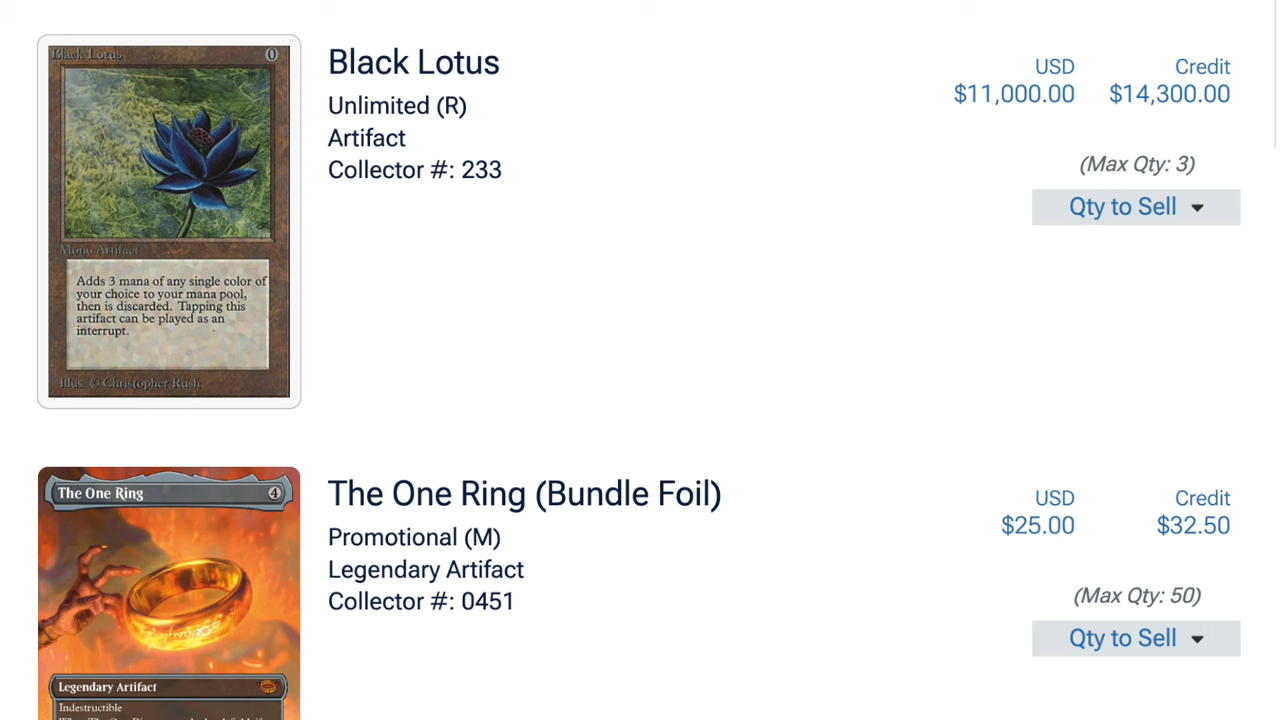 Black Lotus 0
Mono Artifact
Adds 3 mana of any single color of
your choice to your mana pool,
then is discarded. Tapping this
artifact can be played as an
interrupt.
Illus. © Christopher Rush
Black Lotus
Unlimited (R)
Artifact
Collector #: 233
USD Credit
$11,000.00 $14,300.00
(Max Qty: 3)
Qty to Sell
The One Ring 4
Legendary Artifact
Indestructible
The One Ring (Bundle Foil)
Promotional (M)
Legendary Artifact
Collector #: 0451
USD Credit
$25.00 $32.50
(Max Qty: 50)
Qty to Sell